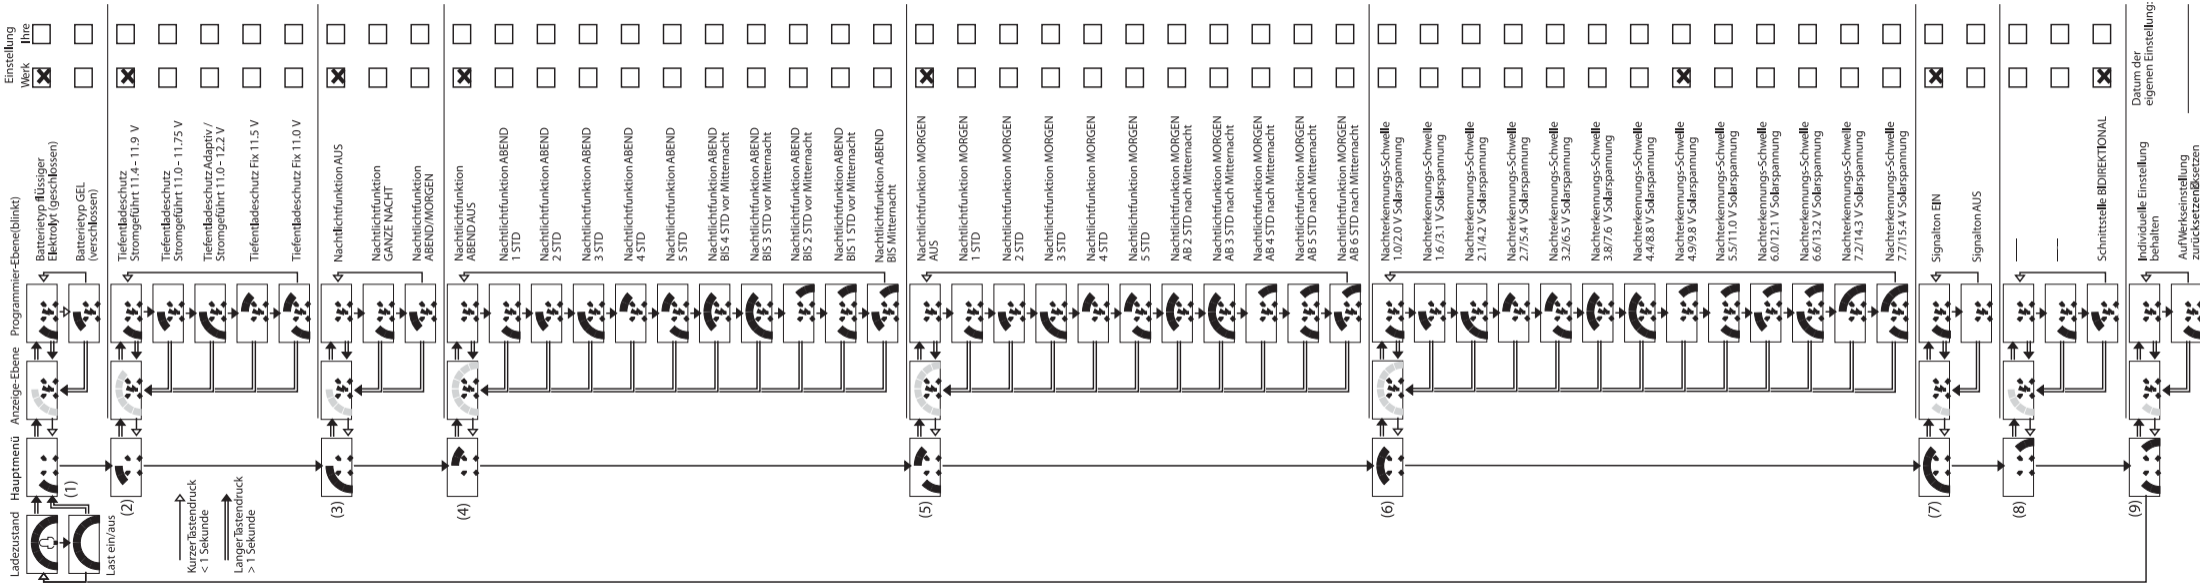 Einstellung
Werk
Ihre
Programmier-Ebene(blinkt)
Anzeige-Ebene
Hauptmenü
Ladezustand
Last ein/aus
Kurzer Tastendruck
< 1 Sekunde
Langer Tastendruck
> 1 Sekunde
(1)
Batterietyp flüssiger
Elektrolyt (geschlossen)
Batterietyp GEL
(verschlossen)
(2)
Tiefentladeschutz
Stromgeführt 11.4 - 11.9 V
Tiefentladeschutz
Stromgeführt 11.0 - 11.75 V
Tiefentladeschutz Adaptiv /
Stromgeführt 11.0 - 12.2 V
Tiefentladeschutz Fix 11.5 V
Tiefentladeschutz Fix 11.0 V
(3)
Nachtlichtfunktion AUS
Nachtlichtfunktion
GANZE NACHT
Nachtlichtfunktion
ABEND/MORGEN
(4)
Nachtlichtfunktion
ABEND AUS
Nachtlichtfunktion ABEND
1 STD
Nachtlichtfunktion ABEND
2 STD
Nachtlichtfunktion ABEND
3 STD
Nachtlichtfunktion ABEND
4 STD
Nachtlichtfunktion ABEND
5 STD
Nachtlichtfunktion ABEND
BIS 4 STD vor Mitternacht
Nachtlichtfunktion ABEND
BIS 3 STD vor Mitternacht
Nachtlichtfunktion ABEND
BIS 2 STD vor Mitternacht
Nachtlichtfunktion ABEND
BIS 1 STD vor Mitternacht
Nachtlichtfunktion ABEND
BIS Mitternacht
(5)
Nachtlichtfunktion MORGEN
AUS
Nachtlichtfunktion MORGEN
1 STD
Nachtlichtfunktion MORGEN
2 STD
Nachtlichtfunktion MORGEN
3 STD
Nachtlichtfunktion MORGEN
4 STD
Nachtlichtfunktion MORGEN
5 STD
Nachtlichtfunktion MORGEN
AB 2 STD nach Mitternacht
Nachtlichtfunktion MORGEN
AB 3 STD nach Mitternacht
Nachtlichtfunktion MORGEN
AB 4 STD nach Mitternacht
Nachtlichtfunktion MORGEN
AB 5 STD nach Mitternacht
Nachtlichtfunktion MORGEN
AB 6 STD nach Mitternacht
(6)
Nachterkennungs-Schwelle
1.0/2.0 V Solarspannung
Nachterkennungs-Schwelle
1.6/3.1 V Solarspannung
Nachterkennungs-Schwelle
2.1/4.2 V Solarspannung
Nachterkennungs-Schwelle
2.7/5.4 V Solarspannung
Nachterkennungs-Schwelle
3.2/6.5 V Solarspannung
Nachterkennungs-Schwelle
3.8/7.6 V Solarspannung
Nachterkennungs-Schwelle
4.4/8.8 V Solarspannung
Nachterkennungs-Schwelle
4.9/9.8 V Solarspannung
Nachterkennungs-Schwelle
5.5/11.0 V Solarspannung
Nachterkennungs-Schwelle
6.0/12.1 V Solarspannung
Nachterkennungs-Schwelle
6.6/13.2 V Solarspannung
Nachterkennungs-Schwelle
7.2/14.3 V Solarspannung
Nachterkennungs-Schwelle
7.7/15.4 V Solarspannung
(7)
Signalton EIN
Signalton AUS
(8)
Schnittstelle BIDIREKTIONAL
(9)
Individuelle Einstellung
behalten
Auf Werkseinstellung
zurücksetzen
Datum der
eigenen Einstellung: